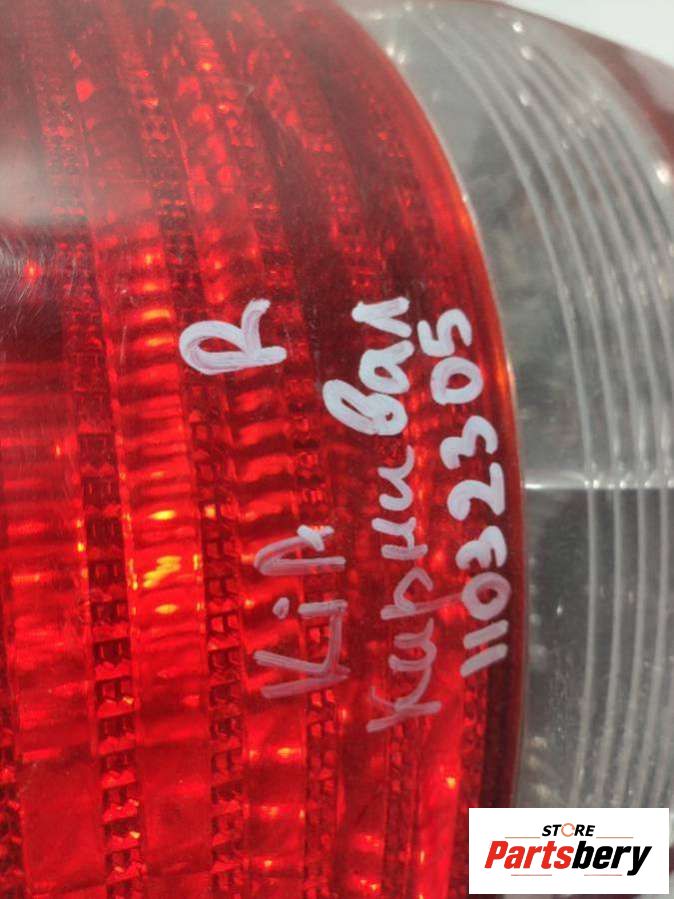 R
KiA
карнивал
11032305
STORE
Partsbery